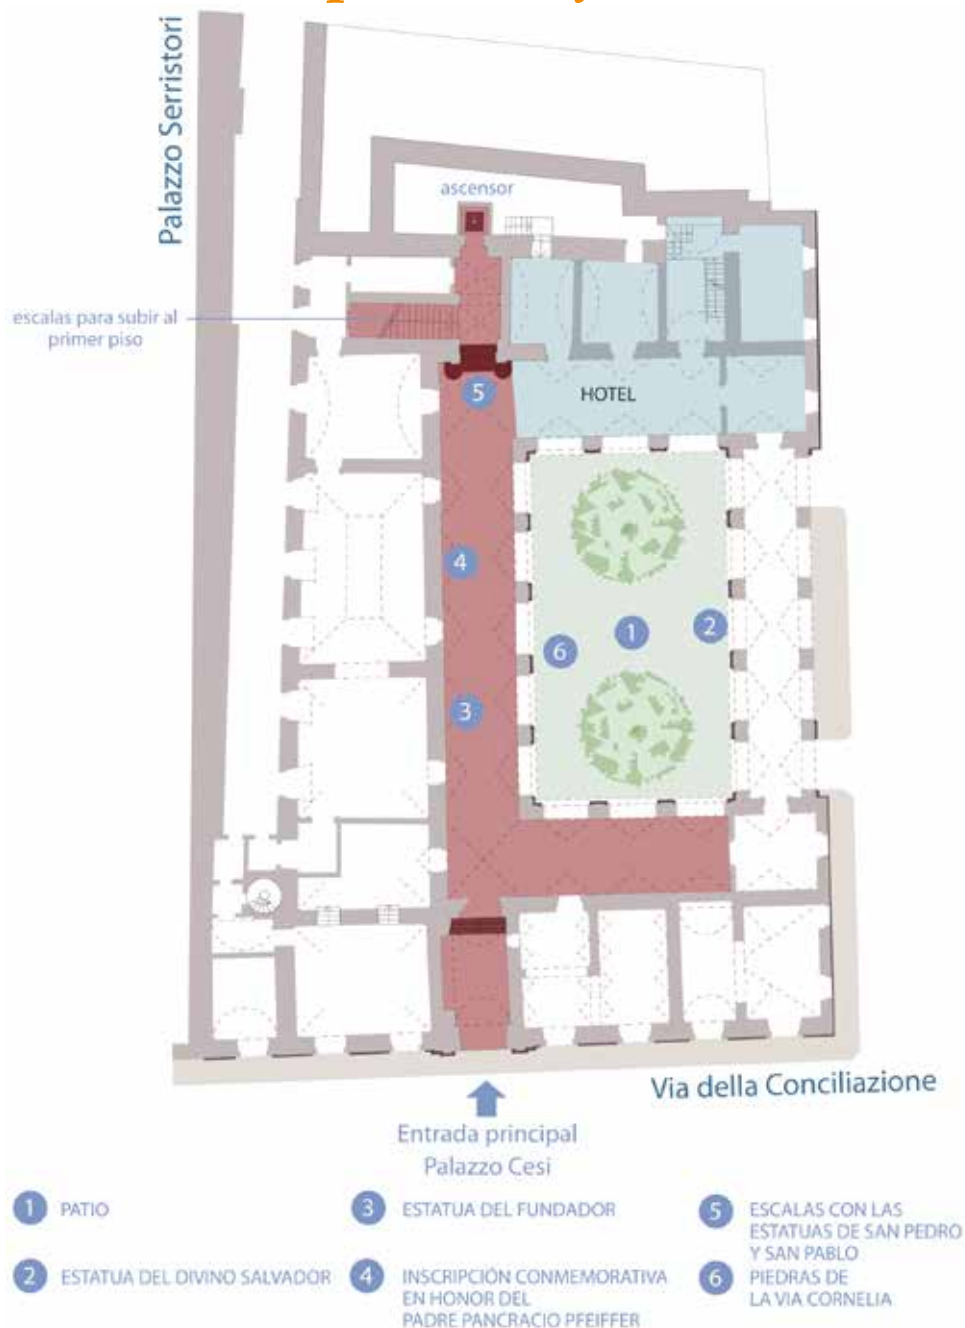 Palazzo Serristori
ascensor
escalas para subir al
primer piso
5
HOTEL
4
1
2
6
3
Via della Conciliazione
Entrada principal
Palazzo Cesi
1 PATIO
2 ESTATUA DEL DIVINO SALVADOR
3 ESTATUA DEL FUNDADOR
4 INSCRIPCIÓN CONMEMORATIVA
EN HONOR DEL
PADRE PANCRACIO PFEIFFER
5 ESCALAS CON LAS
ESTATUAS DE SAN PEDRO
Y SAN PABLO
6 PIEDRAS DE
LA VIA CORNELIA